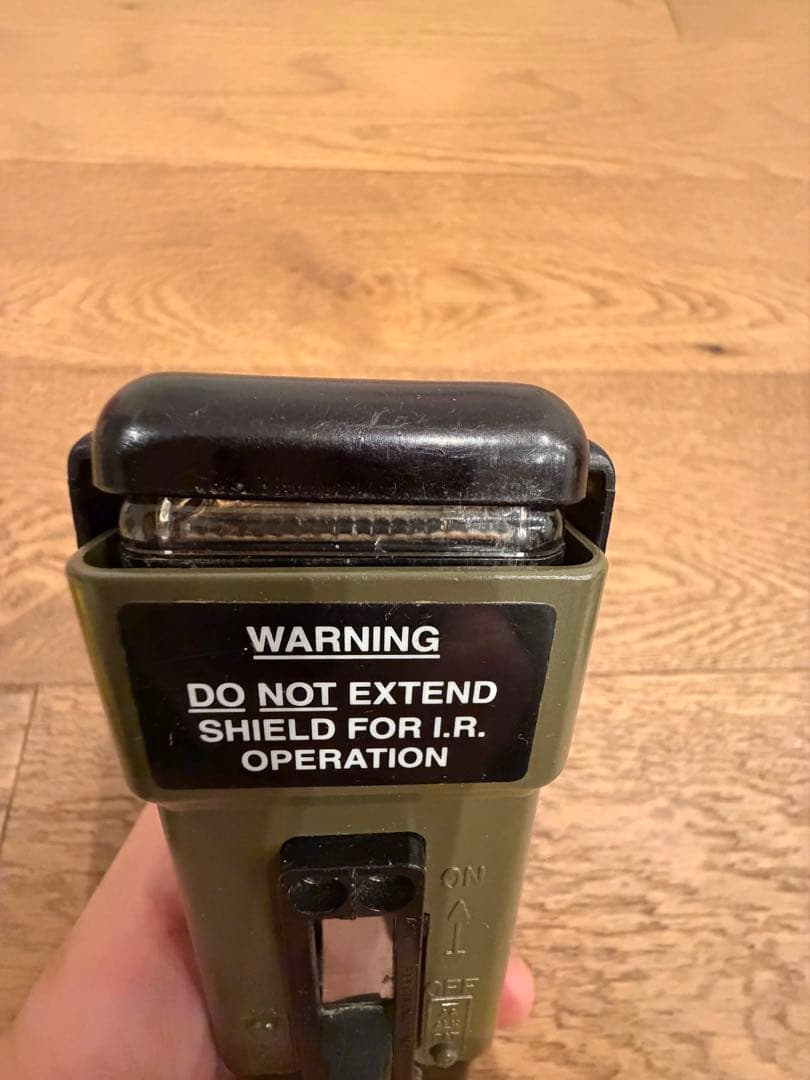 WARNING
DO NOT EXTEND
SHIELD FOR I.R.
OPERATION
ON
OFF